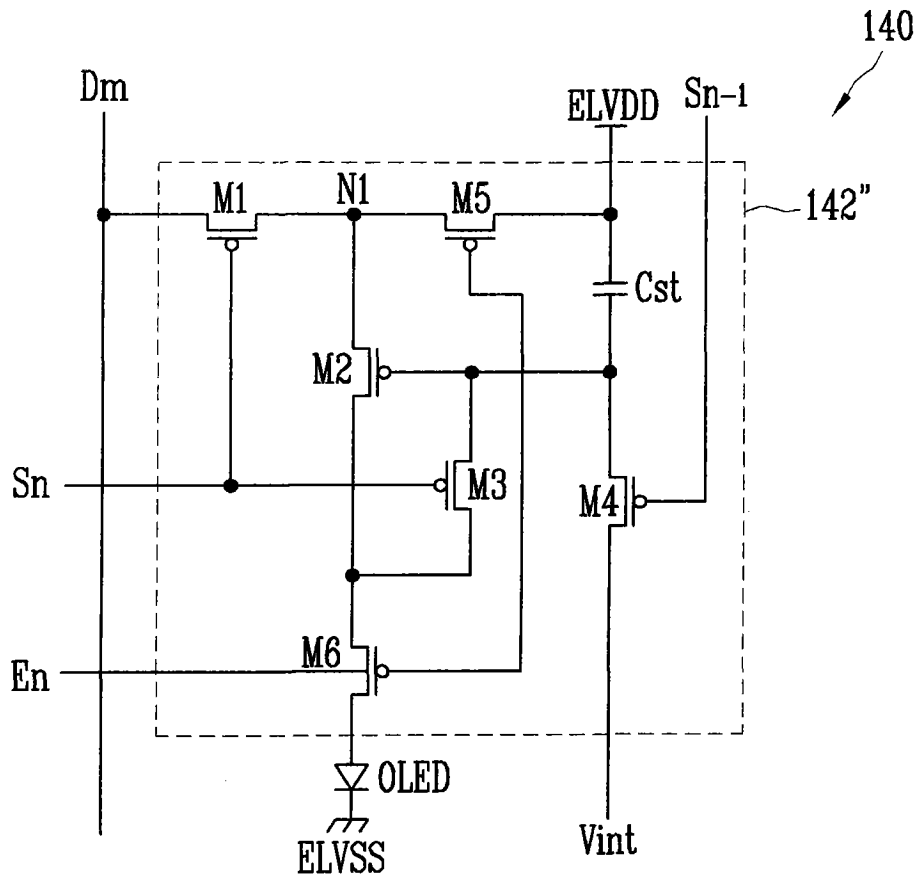 140
Dm
ELVDD
Sn-1
M1
N1
M5
142"
Cst
M2
Sn
M3
M4
M6
En
OLED
ELVSS
Vint